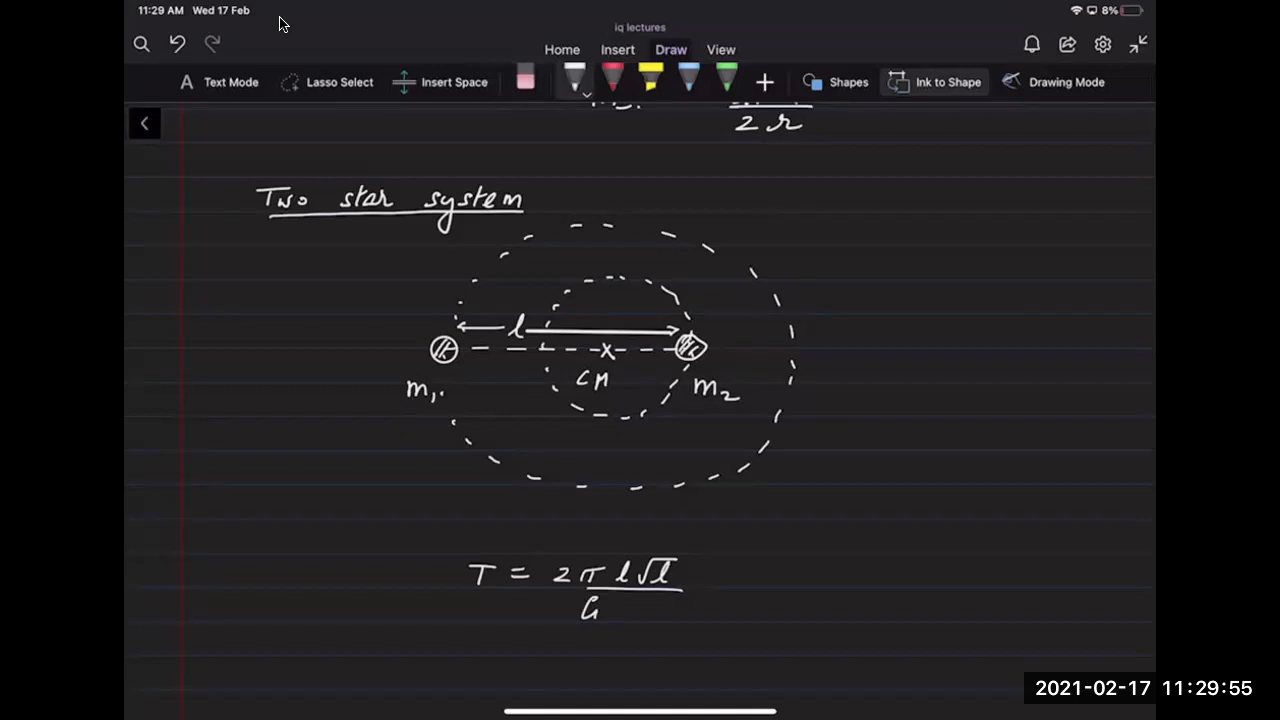 11:29 AM Wed 17 Feb
8%
iq lectures
Home Insert Draw View
Text Mode Lasso Select Insert Space Shapes Ink to Shape Drawing Mode
2 r
Two star system
l
CM
m₁
m₂
T = 2π l√l
G
2021-02-17 11:29:55